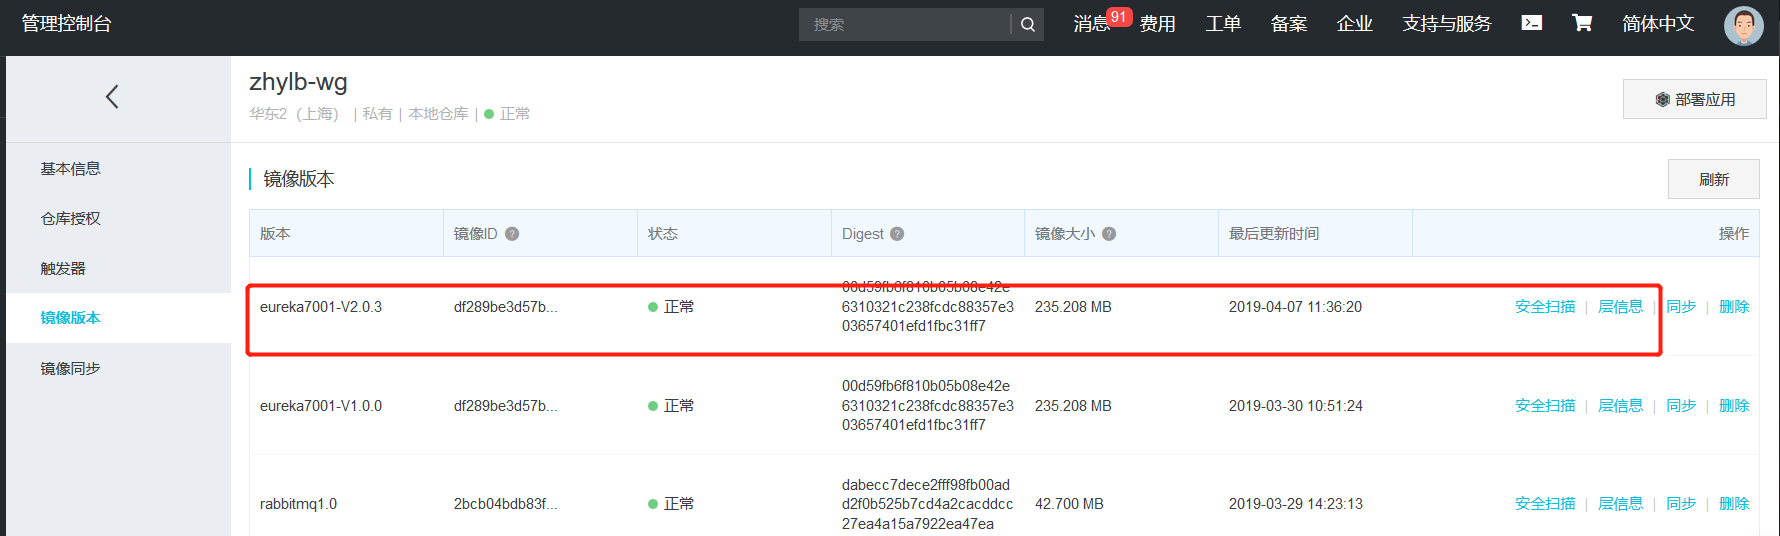 管理控制台 搜索 消息 91 费用 工单 备案 企业 支持与服务 简体中文
zhylb-wg
部署应用
华东2（上海） | 私有 | 本地仓库 | 正常
基本信息
仓库授权
触发器
镜像版本
镜像同步
镜像版本
刷新
版本 镜像ID ? 状态 Digest ? 镜像大小 ? 最后更新时间 操作
eureka7001-V2.0.3 df289be3d57b... 正常
00d59fb6f810b05b08e42e
6310321c238fcdc88357e3
03657401efd1fbc31ff7
235.208 MB 2019-04-07 11:36:20 安全扫描 | 层信息 | 同步 | 删除
eureka7001-V1.0.0 df289be3d57b... 正常
00d59fb6f810b05b08e42e
6310321c238fcdc88357e3
03657401efd1fbc31ff7
235.208 MB 2019-03-30 10:51:24 安全扫描 | 层信息 | 同步 | 删除
rabbitmq1.0 2bcb04bdb83f... 正常
dabecc7dece2fff98fb00ad
d2f0b525b7cd4a2cacddcc
27ea4a15a7922ea47ea
42.700 MB 2019-03-29 14:23:13 安全扫描 | 层信息 | 同步 | 删除